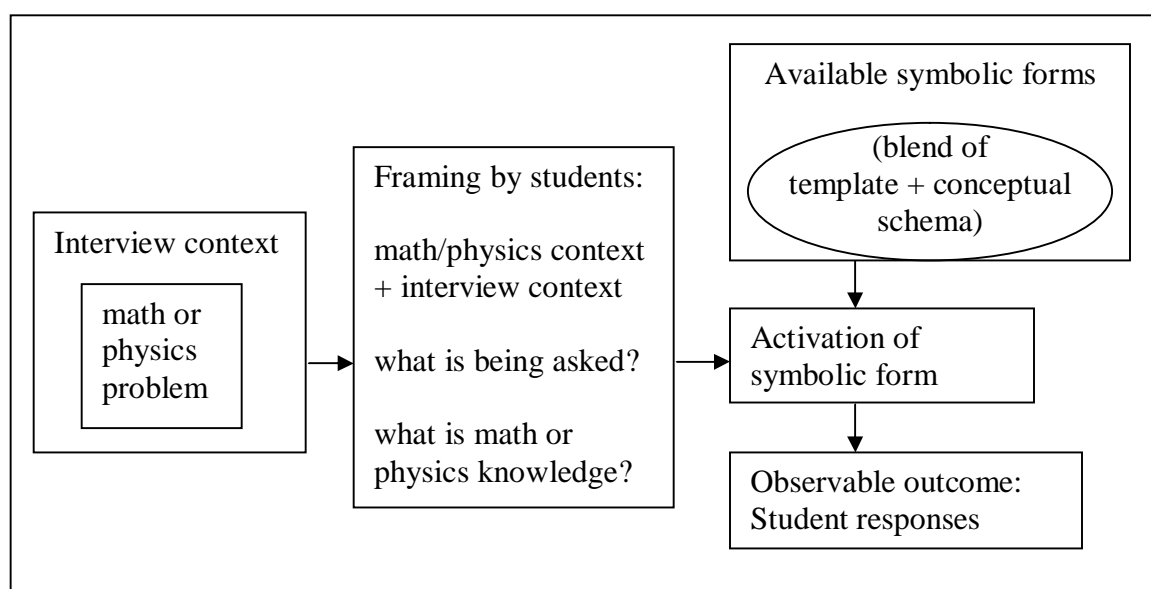 Interview context
math or
physics
problem
Framing by students:
math/physics context
+ interview context
what is being asked?
what is math or
physics knowledge?
Available symbolic forms
(blend of
template + conceptual
schema)
Activation of
symbolic form
Observable outcome:
Student responses